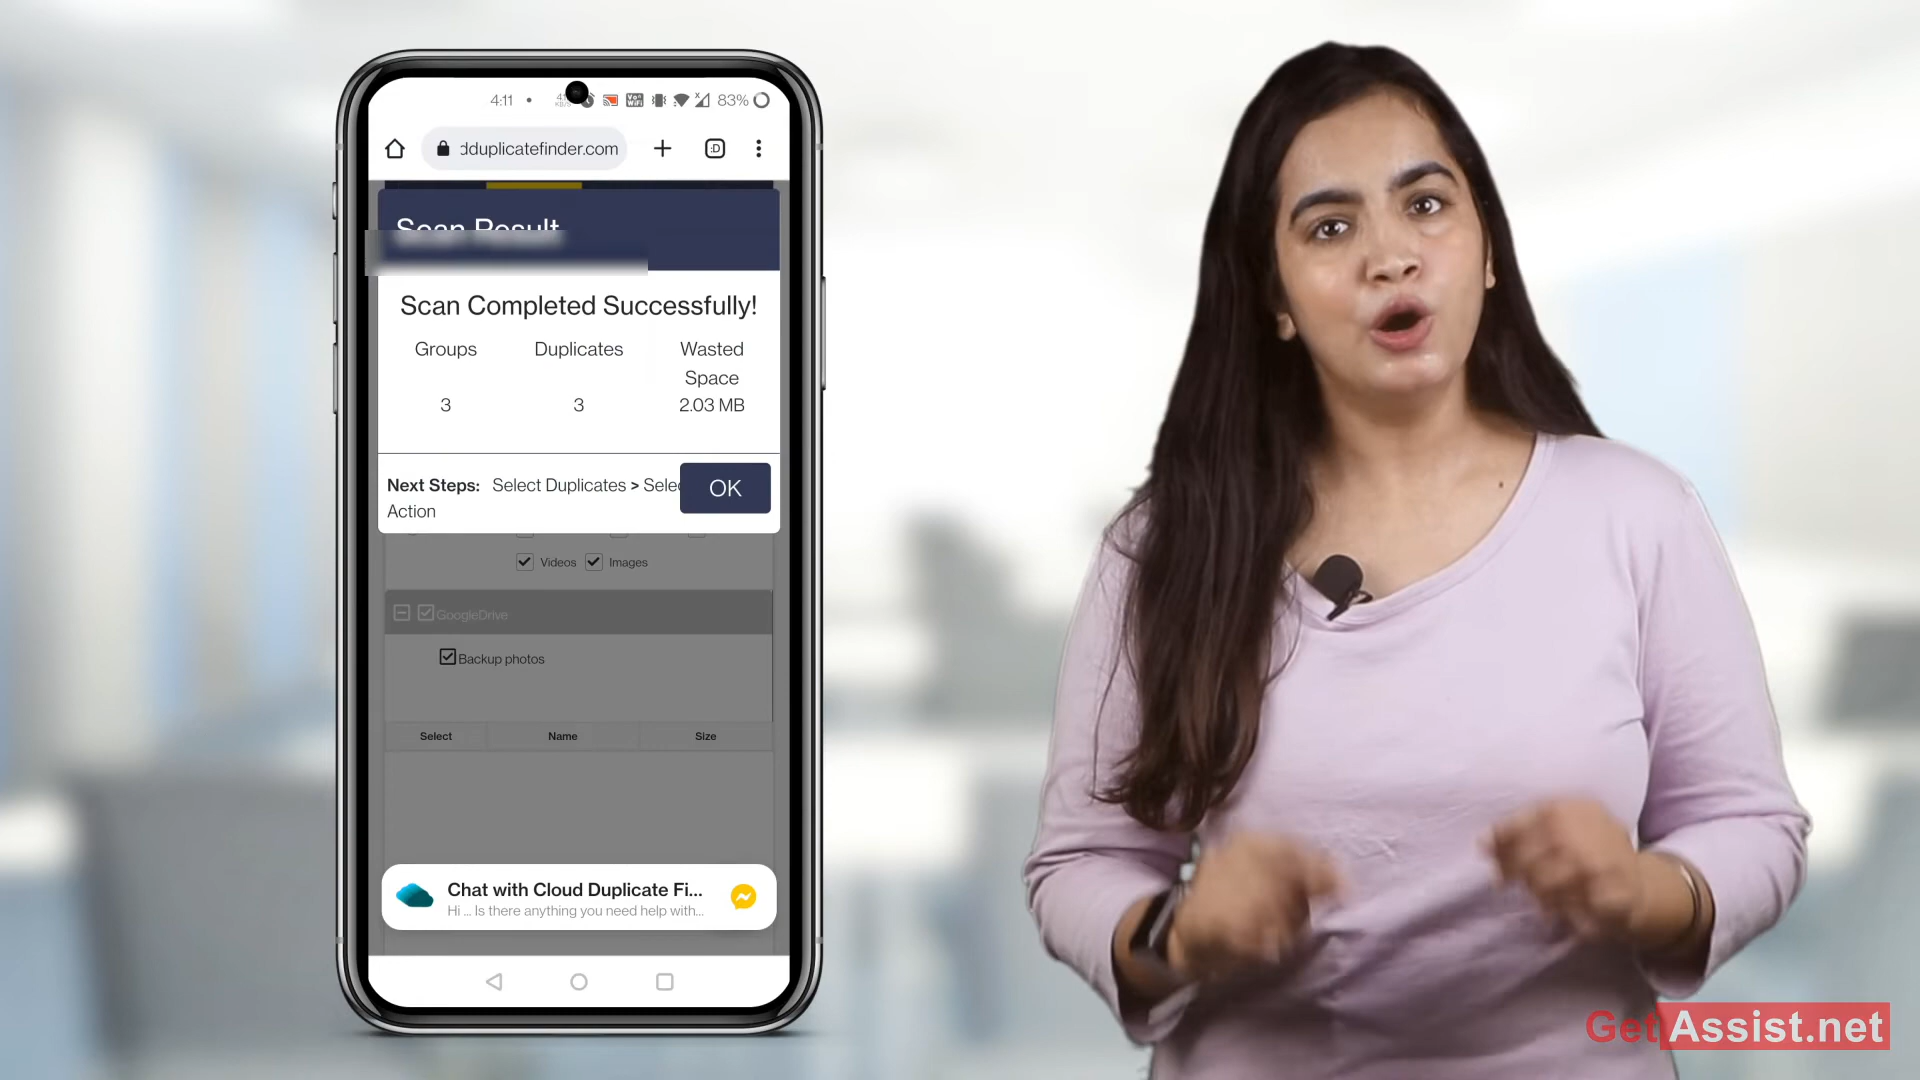 4:11
83%
dduplicatefinder.com
:D
Scan Result
Scan Completed Successfully!
Groups Duplicates Wasted Space
3 3 2.03 MB
Next Steps: Select Duplicates > Selec
Action
OK
Videos Images
GoogleDrive
Backup photos
Select Name Size
Chat with Cloud Duplicate Fi...
Hi ... Is there anything you need help with...
GetAssist.net